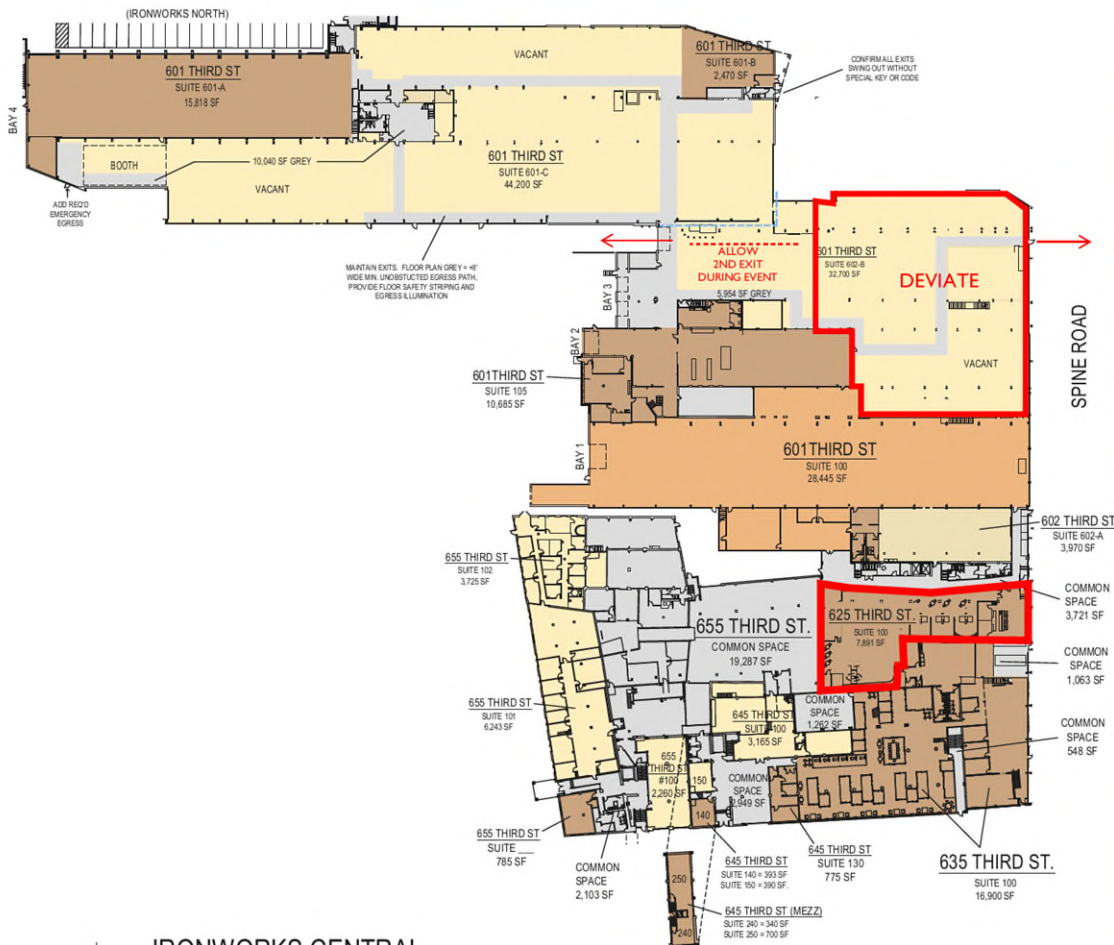 (IRONWORKS NORTH)
601 THIRD ST
SUITE 601-A
15,818 SF
BAY 4
VACANT
601 THIRD ST
SUITE 601-B
2,470 SF
CONFIRM ALL EXITS
SWING OUT WITHOUT
SPECIAL KEY OR CODE
BOOTH
10,040 SF GREY
VACANT
601 THIRD ST
SUITE 601-C
44,200 SF
ADD REQ'D
EMERGENCY
EGRESS
MAINTAIN EXITS. FLOOR PLAN GREY = +8'
WIDE MIN. UNOBSTUCTED EGRESS PATH.
PROVIDE FLOOR SAFETY STRIPING AND
EGRESS ILLUMINATION
ALLOW
2ND EXIT
DURING EVENT
5,954 SF GREY
601 THIRD ST
SUITE 602-B
32,700 SF
DEVIATE
VACANT
SPINE ROAD
BAY 3
BAY 2
601 THIRD ST
SUITE 105
10,685 SF
BAY 1
601 THIRD ST
SUITE 100
28,445 SF
602 THIRD ST
SUITE 602-A
3,970 SF
655 THIRD ST
SUITE 102
3,725 SF
COMMON
SPACE
3,721 SF
655 THIRD ST.
COMMON SPACE
19,287 SF
625 THIRD ST.
SUITE 100
7,891 SF
COMMON
SPACE
1,063 SF
655 THIRD ST
SUITE 101
6,243 SF
645 THIRD ST
SUITE 100
3,165 SF
COMMON
SPACE
1,262 SF
COMMON
SPACE
548 SF
655
THIRD ST
#100
2,260 SF
150
140
COMMON
SPACE
2,949 SF
655 THIRD ST
SUITE ___
785 SF
COMMON
SPACE
2,103 SF
645 THIRD ST
SUITE 140 = 393 SF
SUITE 150 = 390 SF.
645 THIRD ST
SUITE 130
775 SF
635 THIRD ST.
SUITE 100
16,900 SF
250
240
645 THIRD ST (MEZZ)
SUITE 240 = 340 SF
SUITE 250 = 700 SF
IRONWORKS CENTRAL